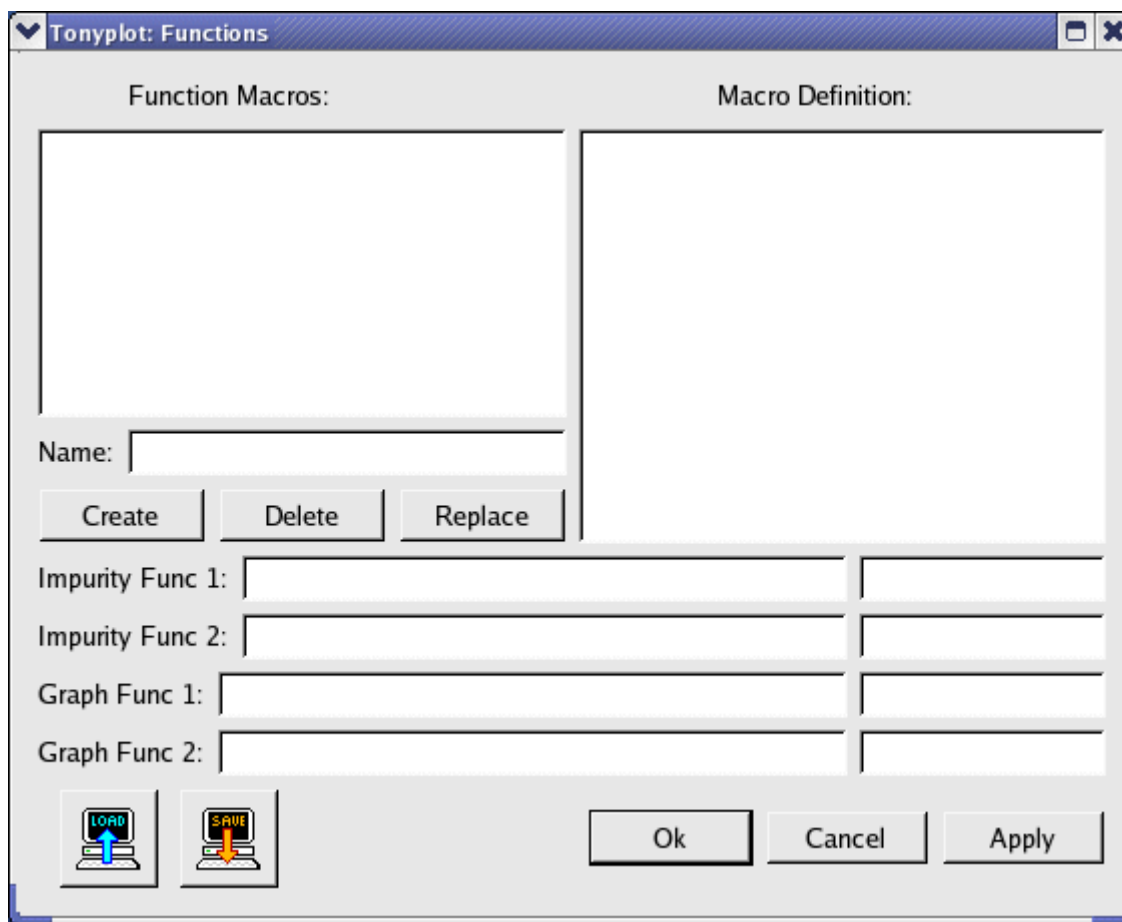 Tonyplot: Functions
Function Macros:
Macro Definition:
Name:
Create
Delete
Replace
Impurity Func 1:
Impurity Func 2:
Graph Func 1:
Graph Func 2:
LOAD
SAVE
Ok
Cancel
Apply